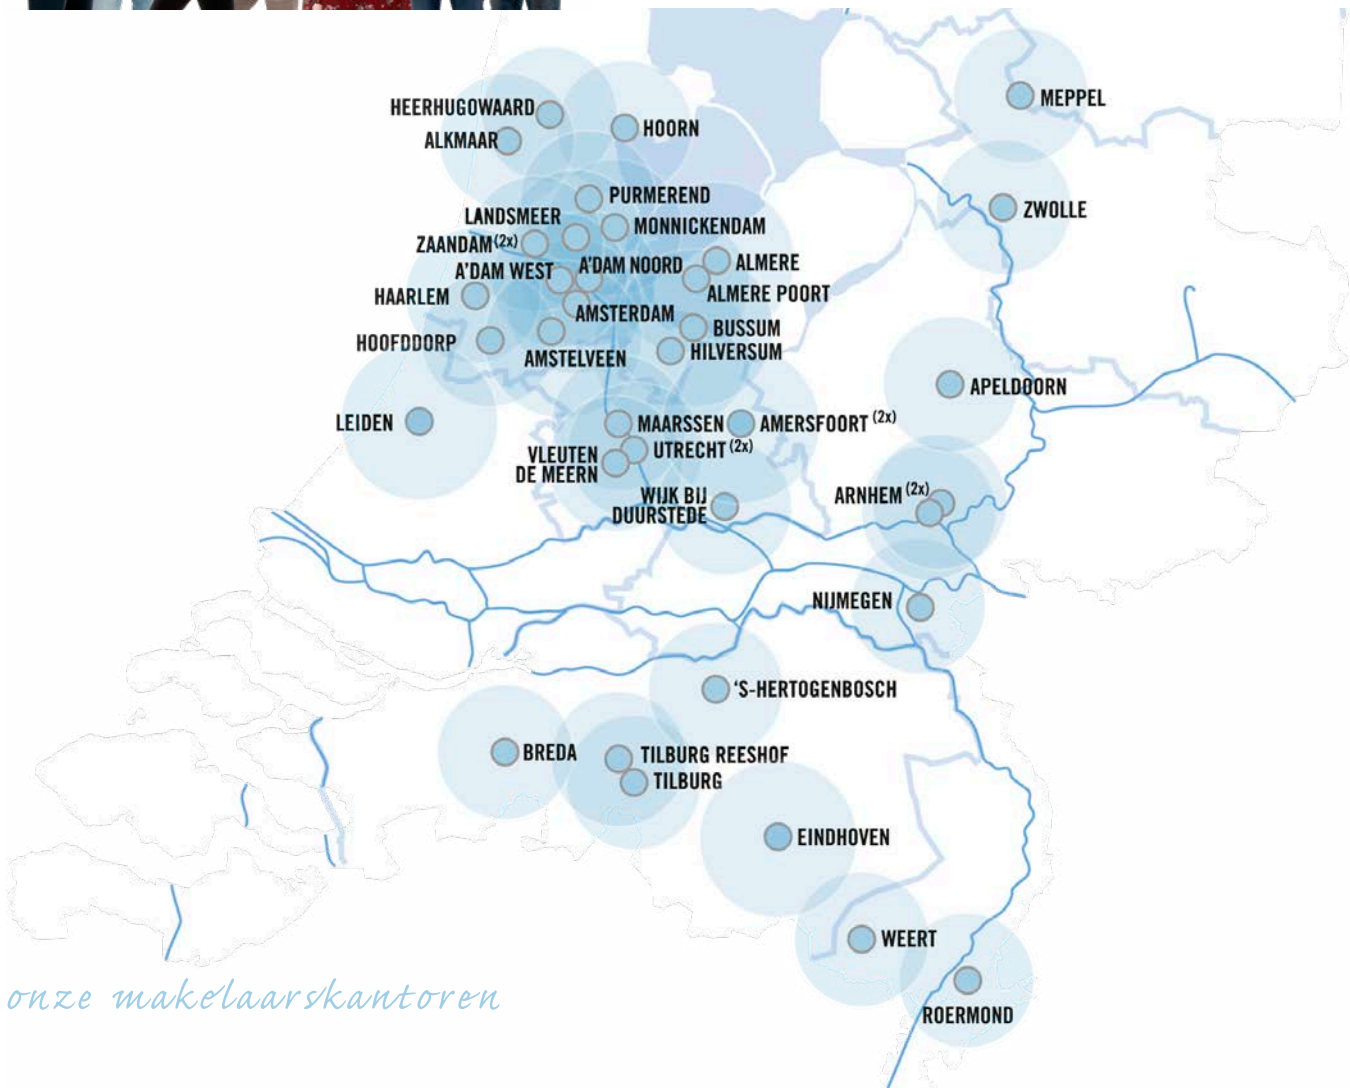 HEERHUGOWAARD
ALKMAAR
HOORN
MEPPEL
PURMEREND
LANDSMEER
MONNICKENDAM
ZWOLLE
ZAANDAM (2x)
A'DAM WEST
A'DAM NOORD
ALMERE
HAARLEM
ALMERE POORT
AMSTERDAM
BUSSUM
HOOFDDORP
AMSTELVEEN
HILVERSUM
APELDOORN
LEIDEN
MAARSSEN
AMERSFOORT (2x)
UTRECHT (2x)
VLEUTEN
DE MEERN
WIJK BIJ
DUURSTEDE
ARNHEM (2x)
NIJMEGEN
'S-HERTOGENBOSCH
BREDA
TILBURG REESHOF
TILBURG
EINDHOVEN
WEERT
onze makelaarskantoren
ROERMOND